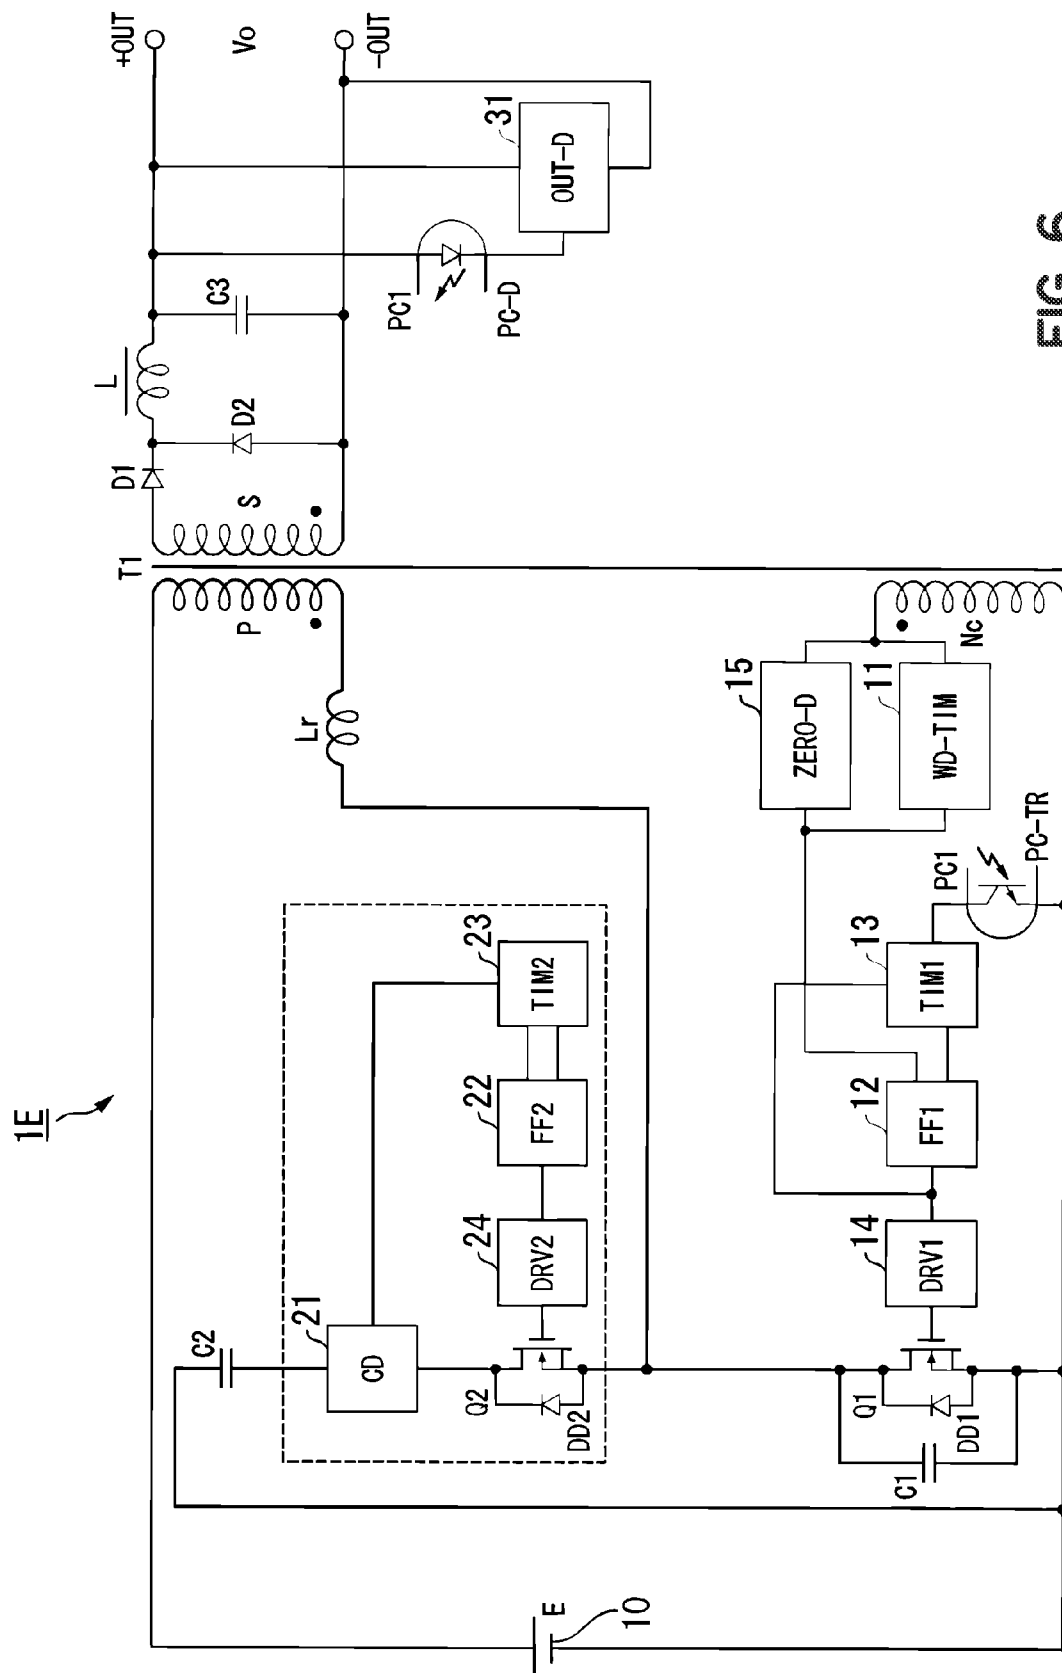 1E
+OUT
Vo
-OUT
31
OUT-D
PC1
PC-D
C3
L
D2
D1
S
T1
P
Lr
Nc
15
ZERO-D
11
WD-TIM
PC1
PC-TR
13
TIM1
12
FF1
14
DRV1
Q1
DD1
C1
23
TIM2
22
FF2
24
DRV2
21
CD
C2
Q2
DD2
E
10
FIG. 6